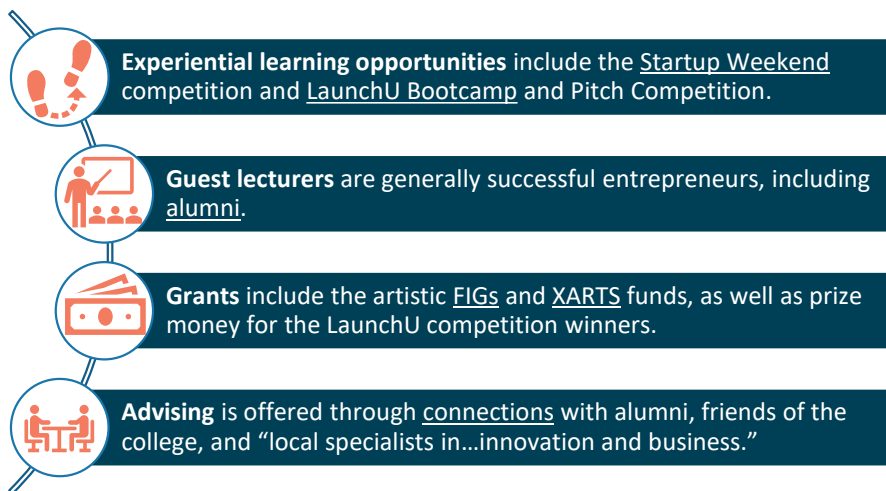 Experiential learning opportunities include the Startup Weekend
competition and LaunchU Bootcamp and Pitch Competition.
Guest lecturers are generally successful entrepreneurs, including
alumni.
Grants include the artistic FIGs and XARTS funds, as well as prize
money for the LaunchU competition winners.
Advising is offered through connections with alumni, friends of the
college, and “local specialists in…innovation and business.”